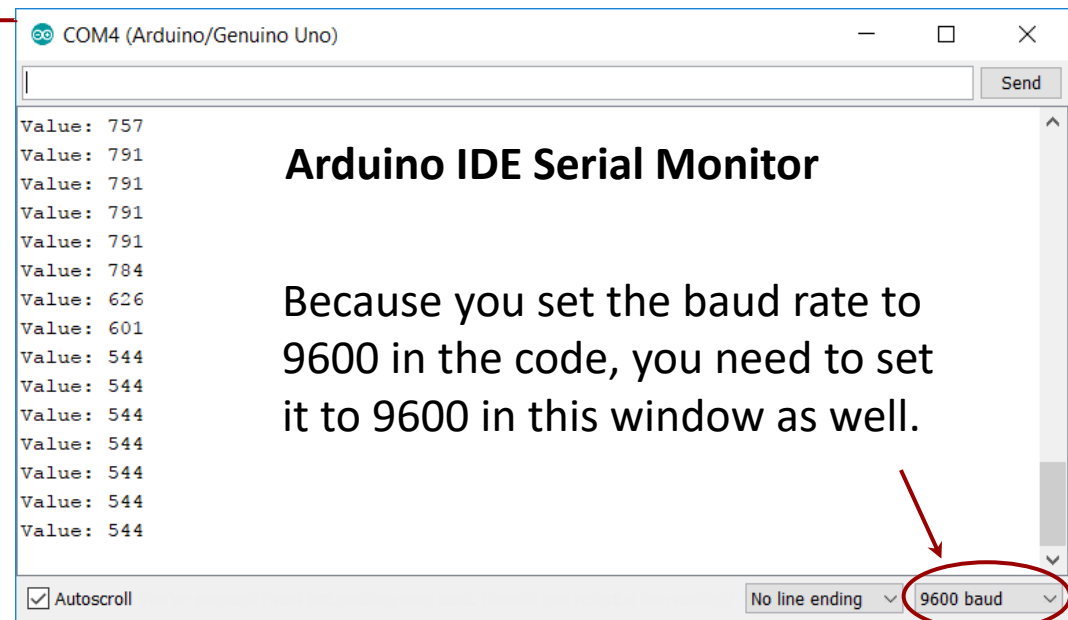 COM4 (Arduino/Genuino Uno)
Send
Value: 757
Value: 791
Value: 791
Value: 791
Value: 791
Value: 784
Value: 626
Value: 601
Value: 544
Value: 544
Value: 544
Value: 544
Value: 544
Value: 544
Value: 544
Arduino IDE Serial Monitor
Because you set the baud rate to
9600 in the code, you need to set
it to 9600 in this window as well.
Autoscroll
No line ending
9600 baud